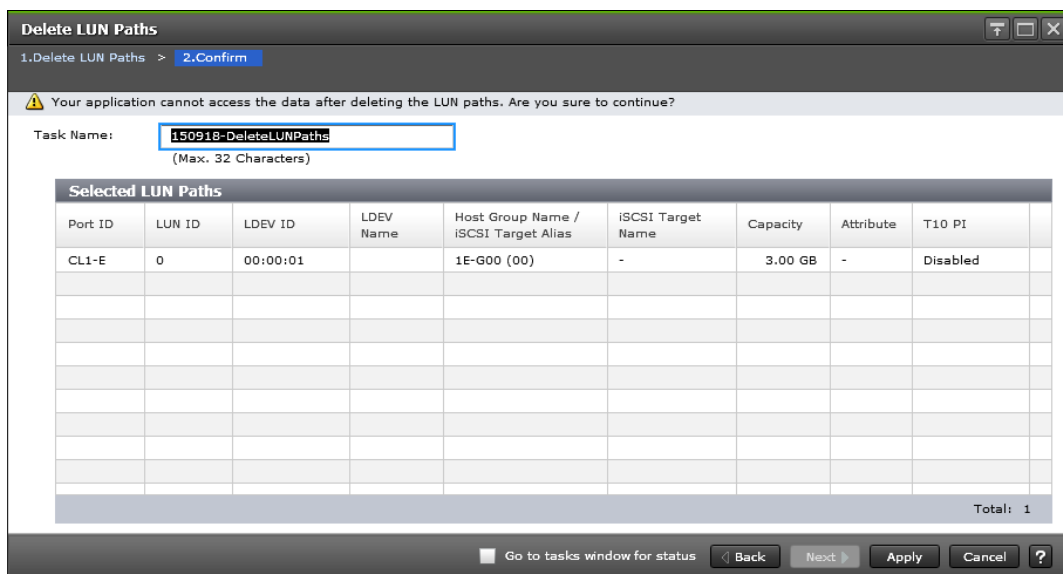 Delete LUN Paths
1.Delete LUN Paths > 2.Confirm
Your application cannot access the data after deleting the LUN paths. Are you sure to continue?
Task Name: 150918-DeleteLUNPaths
(Max. 32 Characters)
Selected LUN Paths
Port ID LUN ID LDEV ID LDEV Name Host Group Name / iSCSI Target Alias iSCSI Target Name Capacity Attribute T10 PI
CL1-E 0 00:00:01 1E-G00 (00) - 3.00 GB - Disabled
Total: 1
Go to tasks window for status Back Next Apply Cancel ?